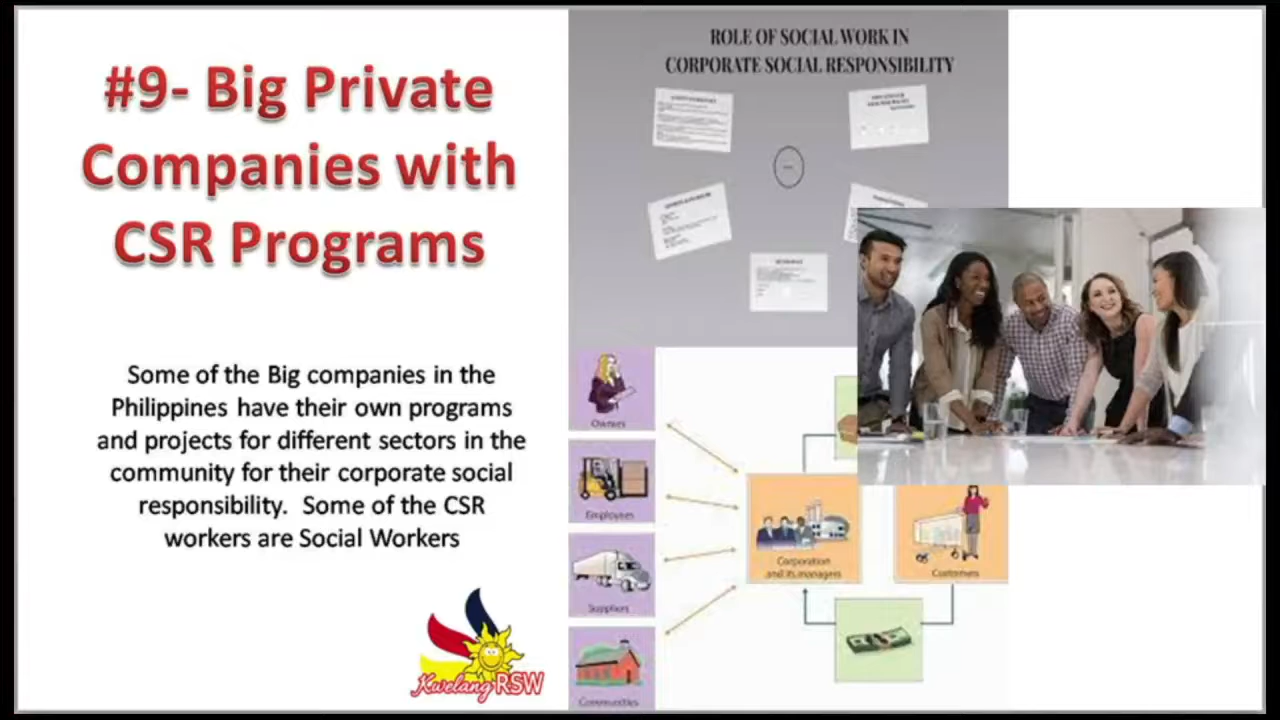 #9- Big Private
Companies with
CSR Programs
Some of the Big companies in the
Philippines have their own programs
and projects for different sectors in the
community for their corporate social
responsibility.  Some of the CSR
workers are Social Workers
Kwelang RSW
ROLE OF SOCIAL WORK IN
CORPORATE SOCIAL RESPONSIBILITY
Owners
Employees
Suppliers
Communities
Corporation
and its managers
Customers